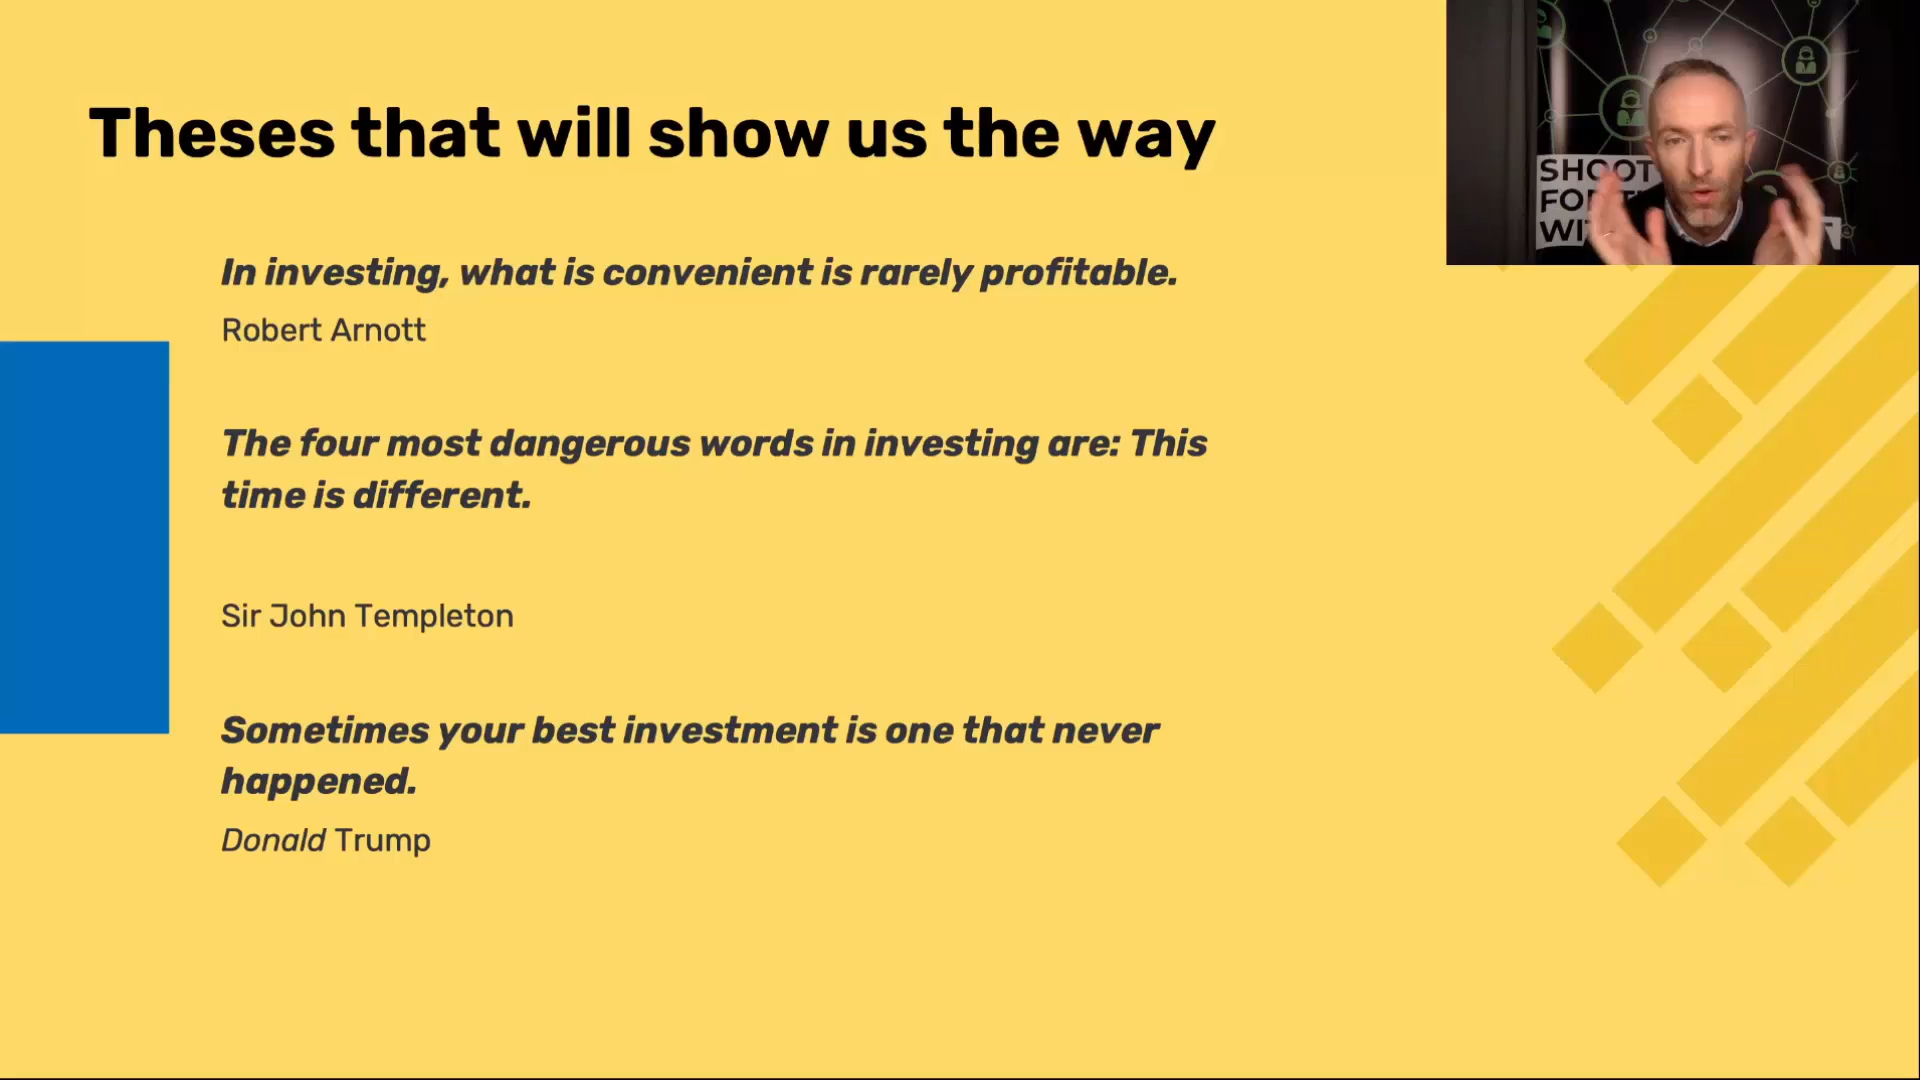 Theses that will show us the way
In investing, what is convenient is rarely profitable.
Robert Arnott
The four most dangerous words in investing are: This
time is different.
Sir John Templeton
Sometimes your best investment is one that never
happened.
Donald Trump
SHOOT